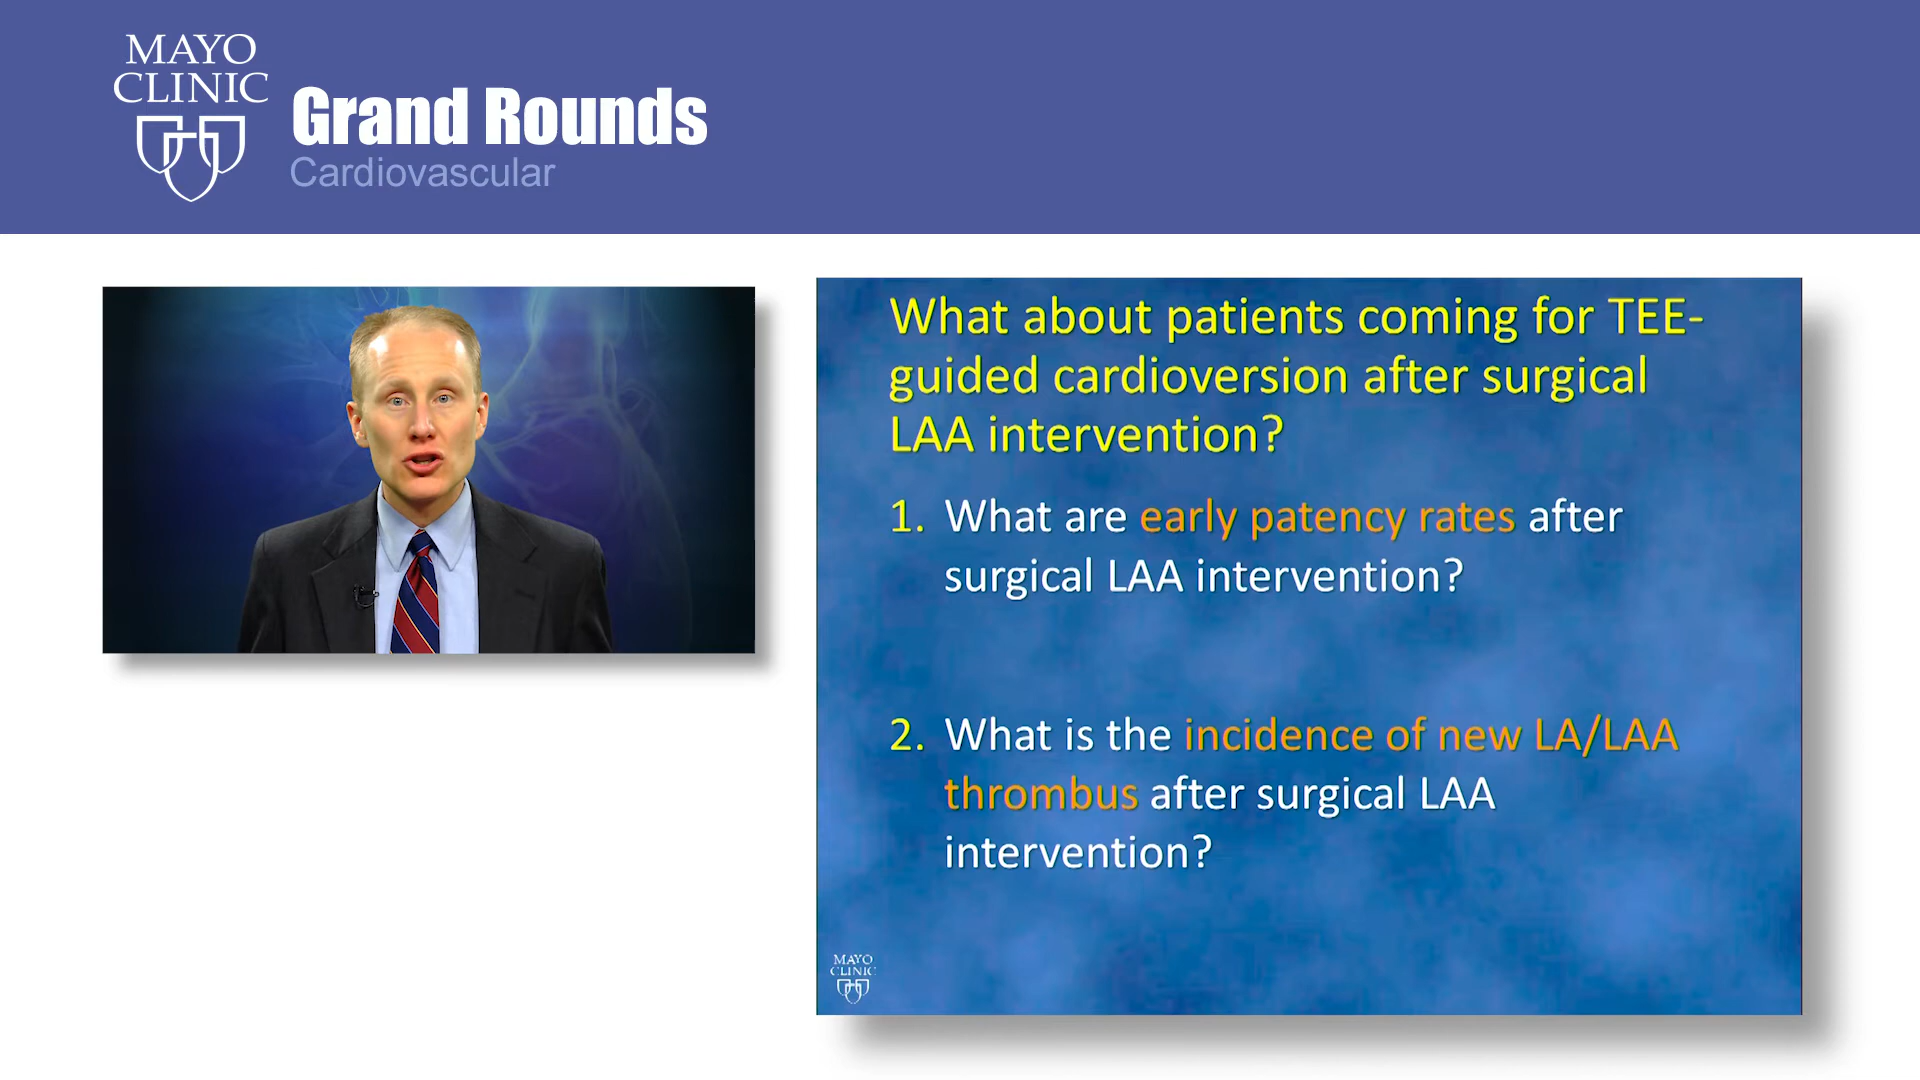 MAYO
CLINIC
Grand Rounds
Cardiovascular
What about patients coming for TEE-
guided cardioversion after surgical
LAA intervention?
1. What are early patency rates after
surgical LAA intervention?
2. What is the incidence of new LA/LAA
thrombus after surgical LAA
intervention?
MAYO
CLINIC